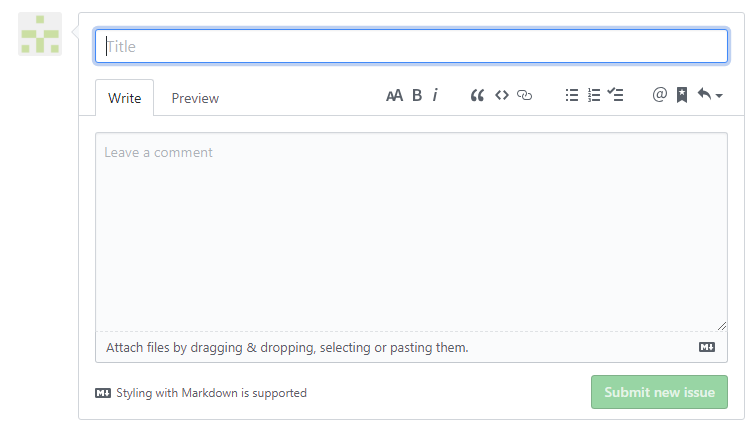 Title
Write Preview AA B i @
Leave a comment
Attach files by dragging & dropping, selecting or pasting them. M
M Styling with Markdown is supported Submit new issue